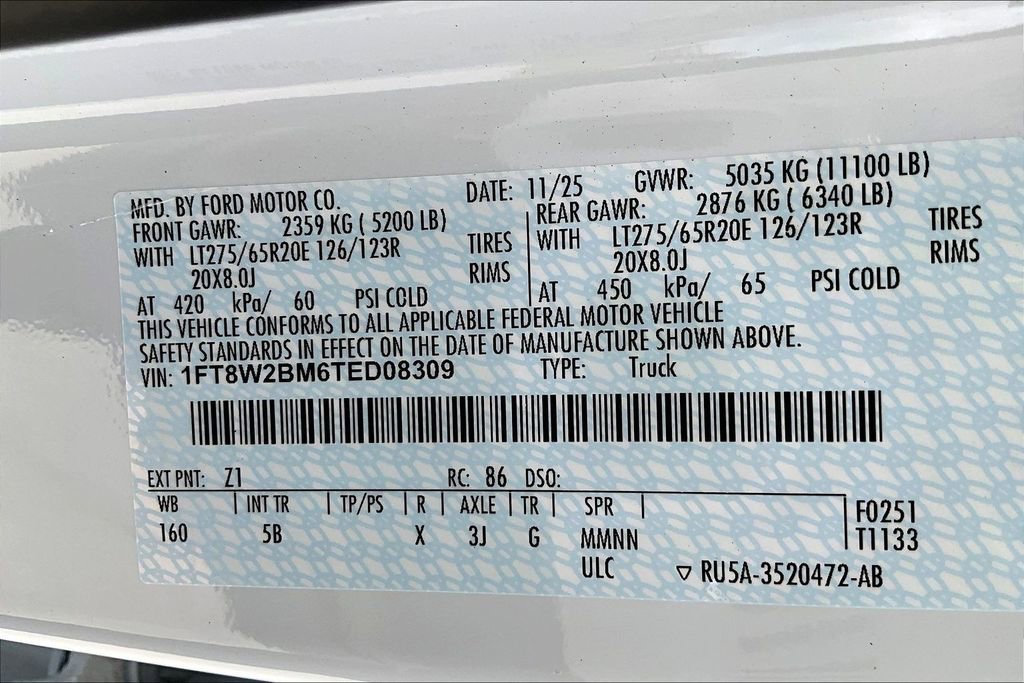 MFD. BY FORD MOTOR CO. DATE: 11/25 GVWR: 5035 KG (11100 LB)
FRONT GAWR: 2359 KG ( 5200 LB) REAR GAWR: 2876 KG ( 6340 LB)
WITH LT275/65R20E 126/123R TIRES WITH LT275/65R20E 126/123R TIRES
20X8.0J RIMS 20X8.0J RIMS
AT 420 kPa/ 60 PSI COLD AT 450 kPa/ 65 PSI COLD
THIS VEHICLE CONFORMS TO ALL APPLICABLE FEDERAL MOTOR VEHICLE
SAFETY STANDARDS IN EFFECT ON THE DATE OF MANUFACTURE SHOWN ABOVE.
VIN: 1FT8W2BM6TED08309 TYPE: Truck
EXT PNT: Z1 RC: 86 DSO:
WB INT TR TP/PS R AXLE TR SPR F0251
160 5B X 3J G MMNN T1133
ULC ▽ RU5A-3520472-AB